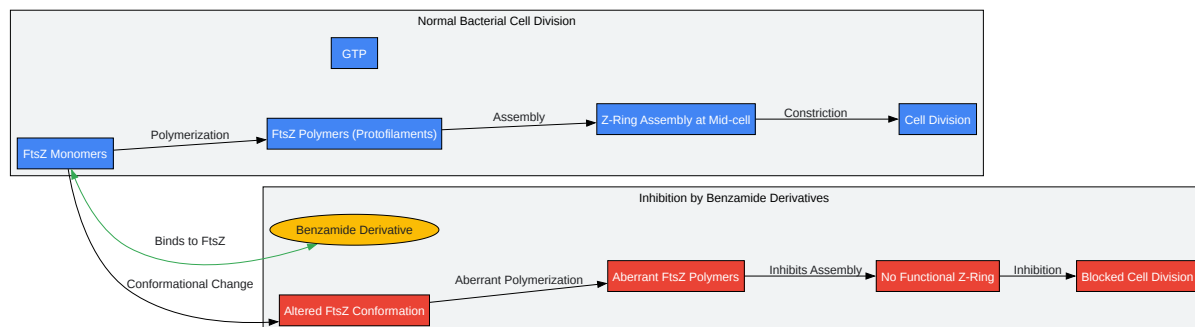 Normal Bacterial Cell Division
GTP
FtsZ Monomers
Polymerization
FtsZ Polymers (Protofilaments)
Assembly
Z-Ring Assembly at Mid-cell
Constriction
Cell Division
Inhibition by Benzamide Derivatives
Benzamide Derivative
Binds to FtsZ
Conformational Change
Altered FtsZ Conformation
Aberrant Polymerization
Aberrant FtsZ Polymers
Inhibits Assembly
No Functional Z-Ring
Inhibition
Blocked Cell Division